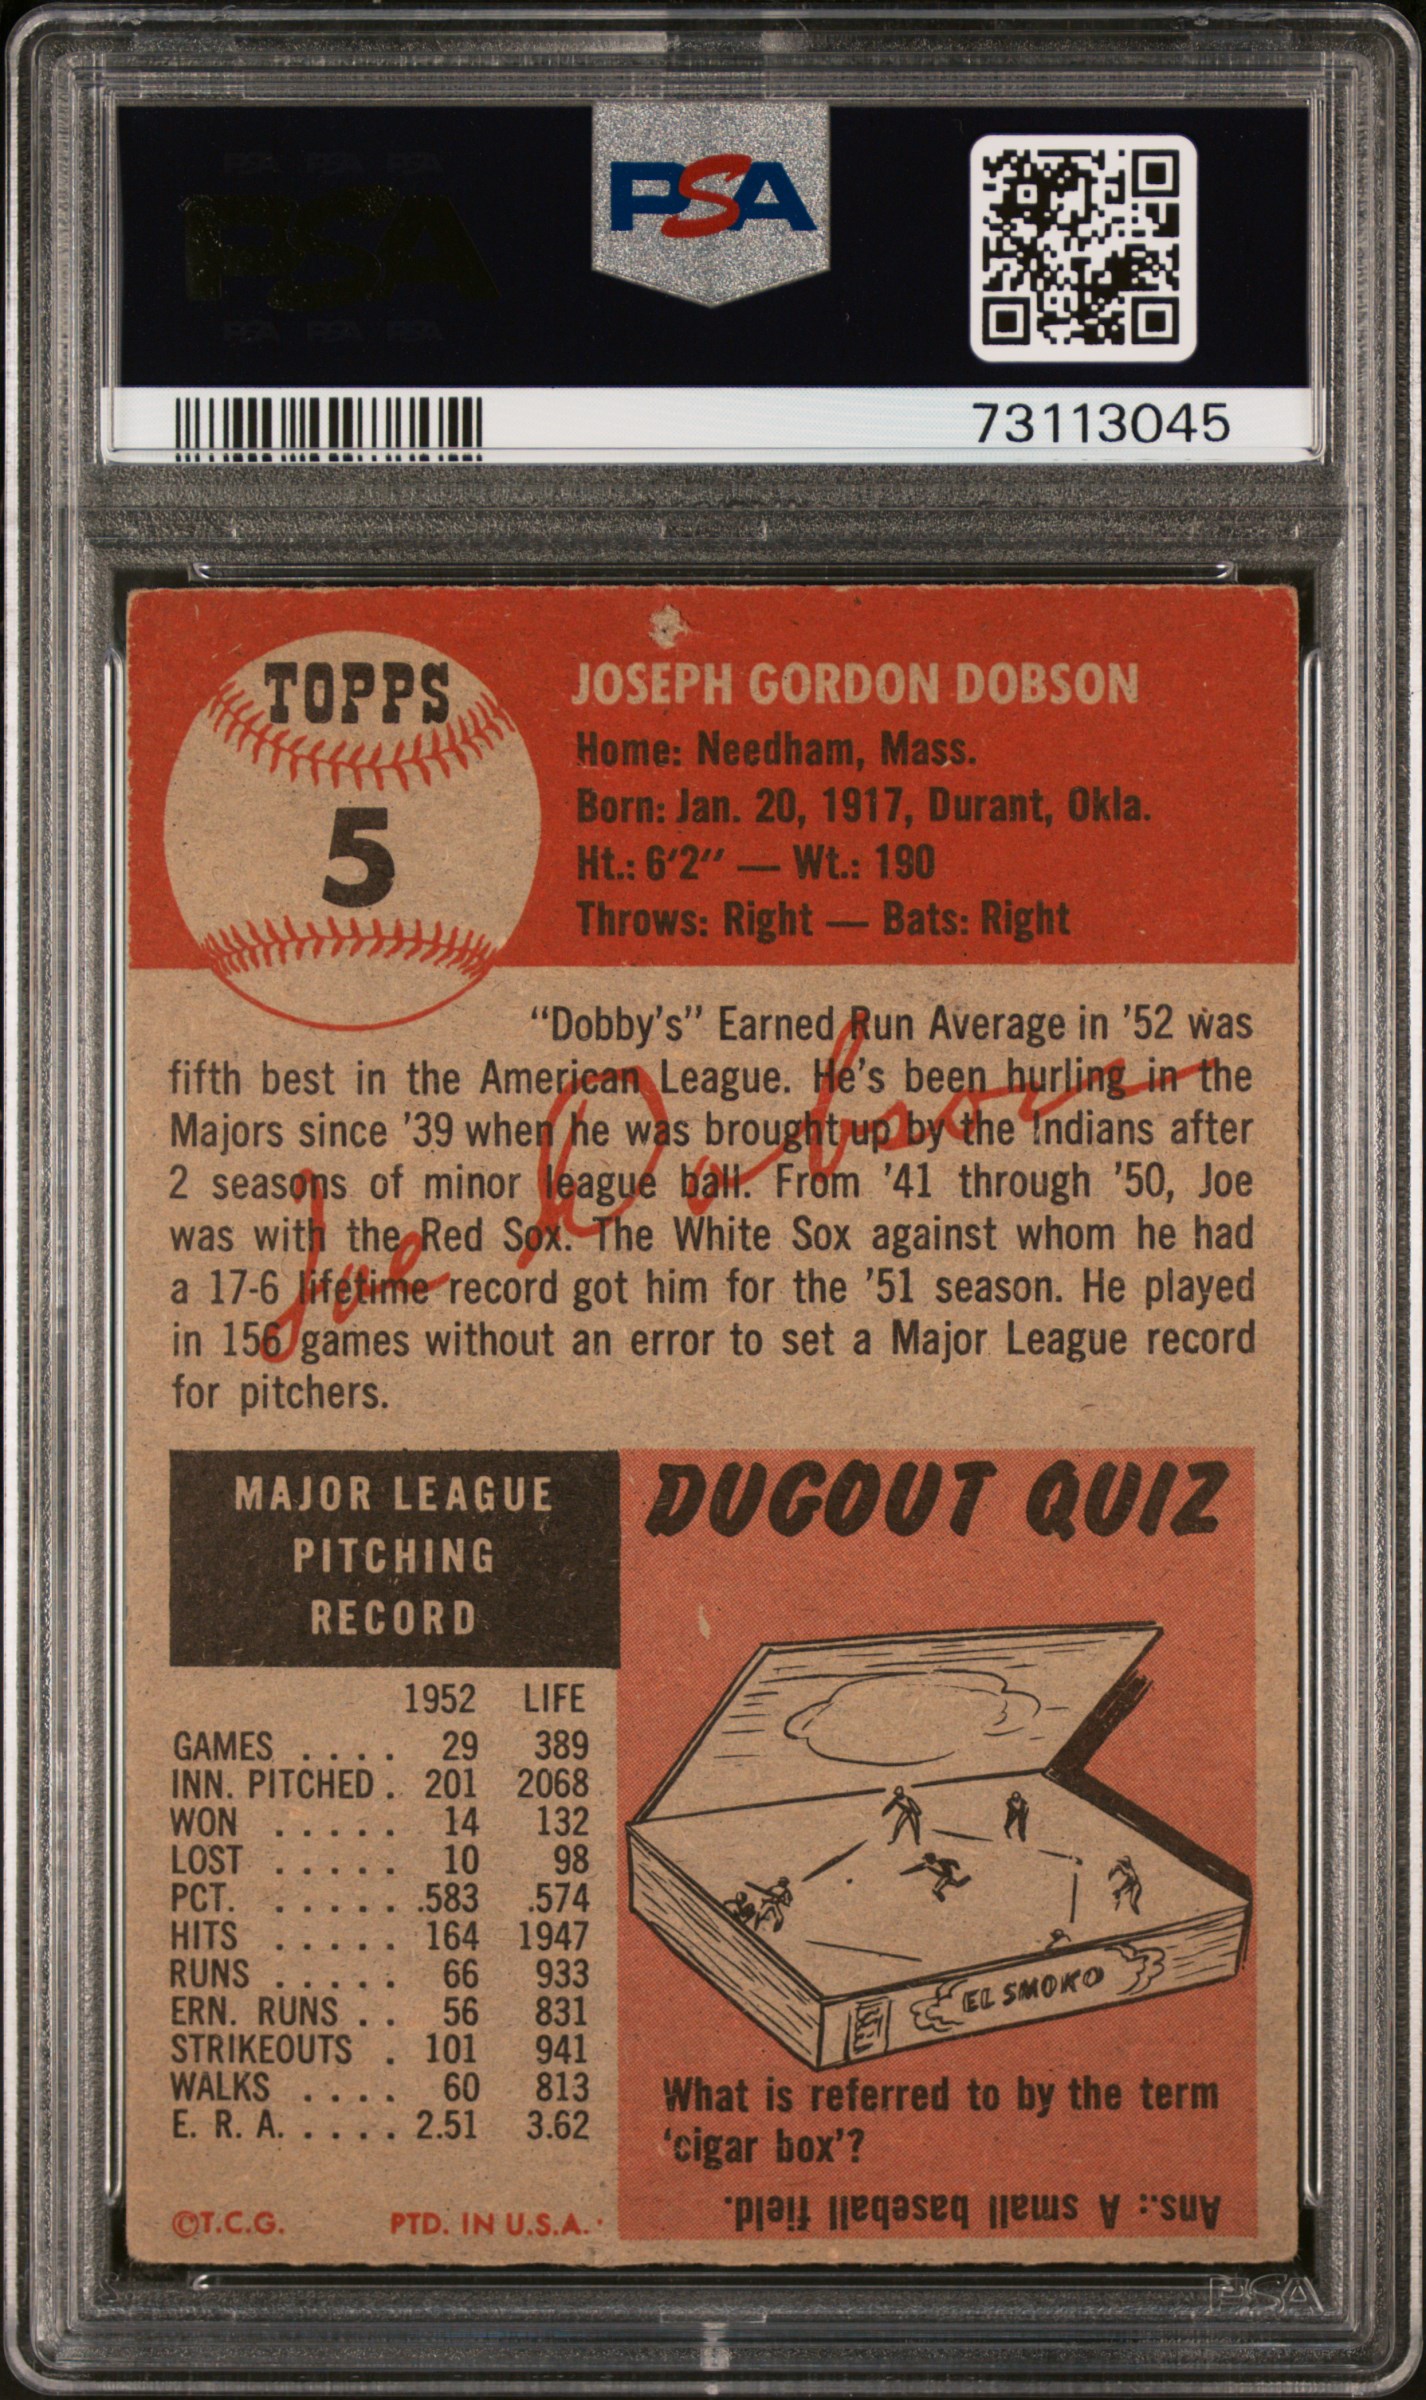 PSA PSA PSA
PSA
PSA PSA PSA
PSA
73113045
TOPPS
5
JOSEPH GORDON DOBSON
Home: Needham, Mass.
Born: Jan. 20, 1917, Durant, Okla.
Ht.: 6'2" — Wt.: 190
Throws: Right — Bats: Right
"Dobby's" Earned Run Average in '52 was
fifth best in the American League. He's been hurling in the
Majors since '39 when he was brought up by the Indians after
2 seasons of minor league ball. From '41 through '50, Joe
was with the Red Sox. The White Sox against whom he had
a 17-6 lifetime record got him for the '51 season. He played
in 156 games without an error to set a Major League record
for pitchers.
Joe Dobson
MAJOR LEAGUE
PITCHING
RECORD
1952 LIFE
GAMES . . . . 29 389
INN. PITCHED . 201 2068
WON . . . . . 14 132
LOST . . . . . 10 98
PCT. . . . . . .583 .574
HITS . . . . . 164 1947
RUNS . . . . . 66 933
ERN. RUNS . . 56 831
STRIKEOUTS . 101 941
WALKS . . . . 60 813
E. R. A. . . . . . 2.51 3.62
©T.C.G. PTD. IN U.S.A.
DUGOUT QUIZ
EL SMOKO
What is referred to by the term
'cigar box'?
Ans.: A small baseball field.
PSA